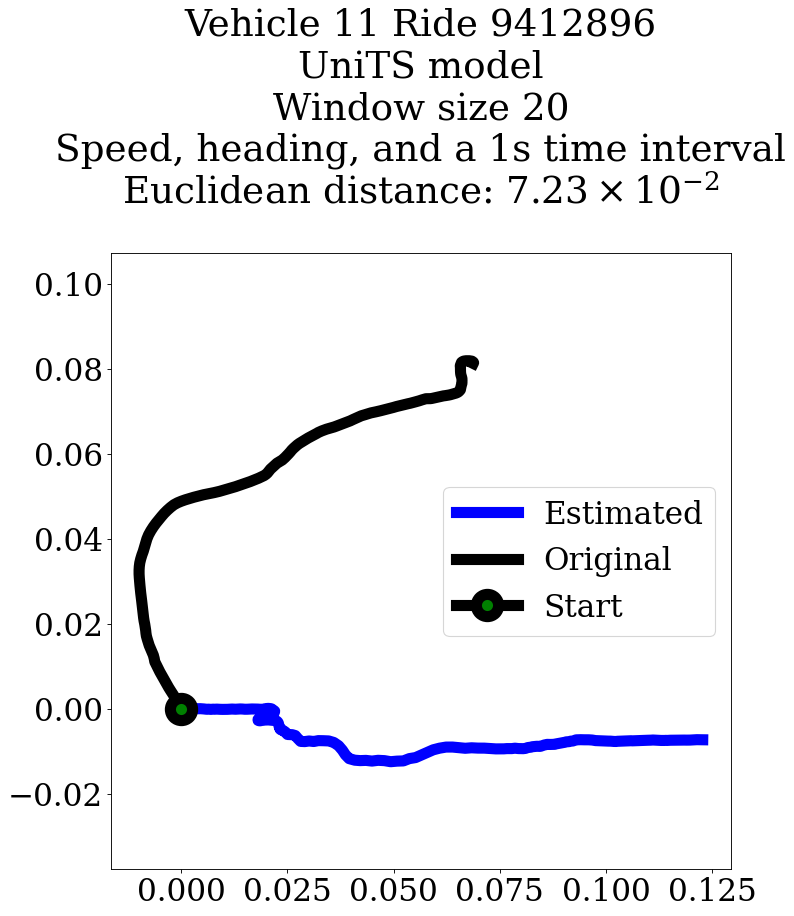 Vehicle 11 Ride 9412896
UniTS model
Window size 20
Speed, heading, and a 1s time interval
Euclidean distance: 7.23 × 10⁻²
0.10
0.08
0.06
0.04
0.02
0.00
−0.02
Estimated
Original
Start
0.000 0.025 0.050 0.075 0.100 0.125